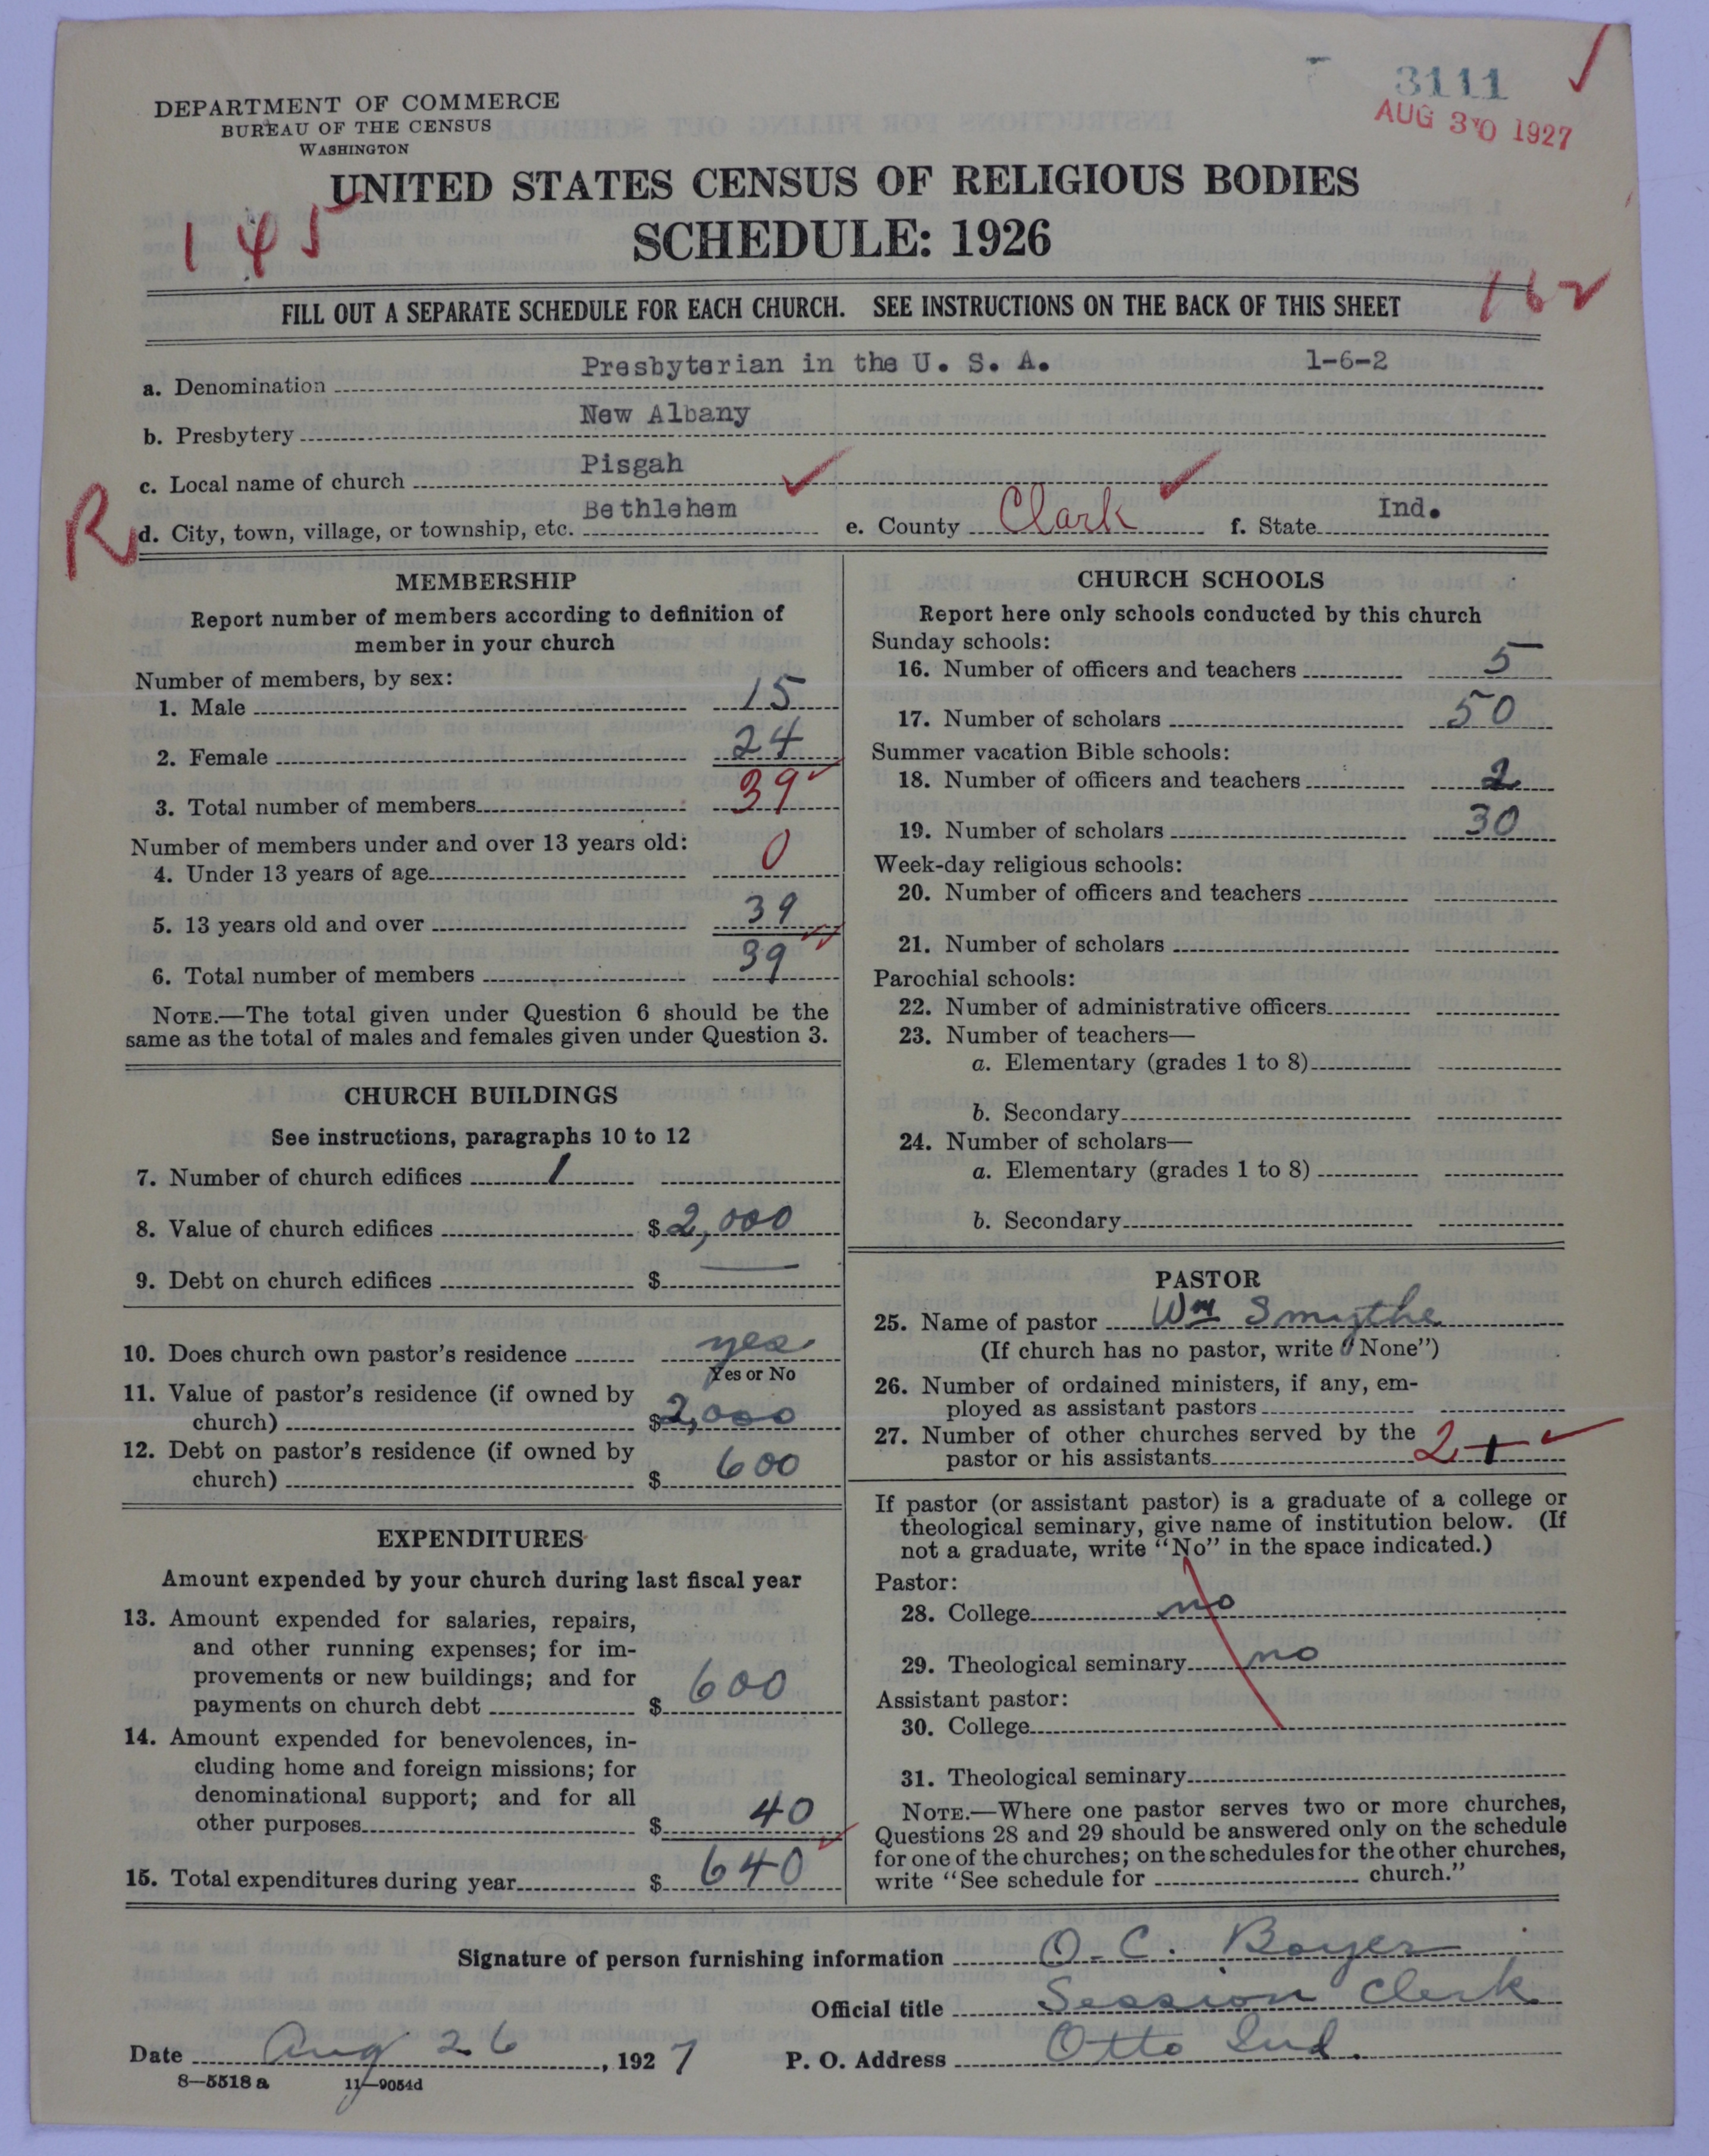 3111
AUG 30 1927
DEPARTMENT OF COMMERCE
BUREAU OF THE CENSUS
WASHINGTON
UNITED STATES CENSUS OF RELIGIOUS BODIES
145
SCHEDULE: 1926
FILL OUT A SEPARATE SCHEDULE FOR EACH CHURCH. SEE INSTRUCTIONS ON THE BACK OF THIS SHEET
162
a. Denomination Presbyterian in the U. S. A. 1-6-2
b. Presbytery New Albany
c. Local name of church Pisgah
R
d. City, town, village, or township, etc. Bethlehem e. County Clark f. State Ind.
MEMBERSHIP
Report number of members according to definition of
member in your church
Number of members, by sex:
1. Male 15
2. Female 24
3. Total number of members 39
Number of members under and over 13 years old:
4. Under 13 years of age 0
5. 13 years old and over 39
6. Total number of members 39
NOTE.—The total given under Question 6 should be the
same as the total of males and females given under Question 3.
CHURCH BUILDINGS
See instructions, paragraphs 10 to 12
7. Number of church edifices 1
8. Value of church edifices $ 2,000
9. Debt on church edifices $ —
10. Does church own pastor's residence yes
Yes or No
11. Value of pastor's residence (if owned by
church) $ 2,000
12. Debt on pastor's residence (if owned by
church) $ 600
EXPENDITURES
Amount expended by your church during last fiscal year
13. Amount expended for salaries, repairs,
and other running expenses; for im-
provements or new buildings; and for
payments on church debt $ 600
14. Amount expended for benevolences, in-
cluding home and foreign missions; for
denominational support; and for all
other purposes $ 40
15. Total expenditures during year $ 640
CHURCH SCHOOLS
Report here only schools conducted by this church
Sunday schools:
16. Number of officers and teachers 5
17. Number of scholars 50
Summer vacation Bible schools:
18. Number of officers and teachers 2
19. Number of scholars 30
Week-day religious schools:
20. Number of officers and teachers
21. Number of scholars
Parochial schools:
22. Number of administrative officers
23. Number of teachers—
a. Elementary (grades 1 to 8)
b. Secondary
24. Number of scholars—
a. Elementary (grades 1 to 8)
b. Secondary
PASTOR
25. Name of pastor Wm Smythe
(If church has no pastor, write "None")
26. Number of ordained ministers, if any, em-
ployed as assistant pastors
27. Number of other churches served by the
pastor or his assistants 2
If pastor (or assistant pastor) is a graduate of a college or
theological seminary, give name of institution below. (If
not a graduate, write "No" in the space indicated.)
Pastor:
28. College no
29. Theological seminary no
Assistant pastor:
30. College
31. Theological seminary
NOTE.—Where one pastor serves two or more churches,
Questions 28 and 29 should be answered only on the schedule
for one of the churches; on the schedules for the other churches,
write "See schedule for church."
Signature of person furnishing information O. C. Boyer
Official title Session Clerk
Date Aug 26, 1927 P. O. Address Otto Ind.
8—5518 a 11—9054d